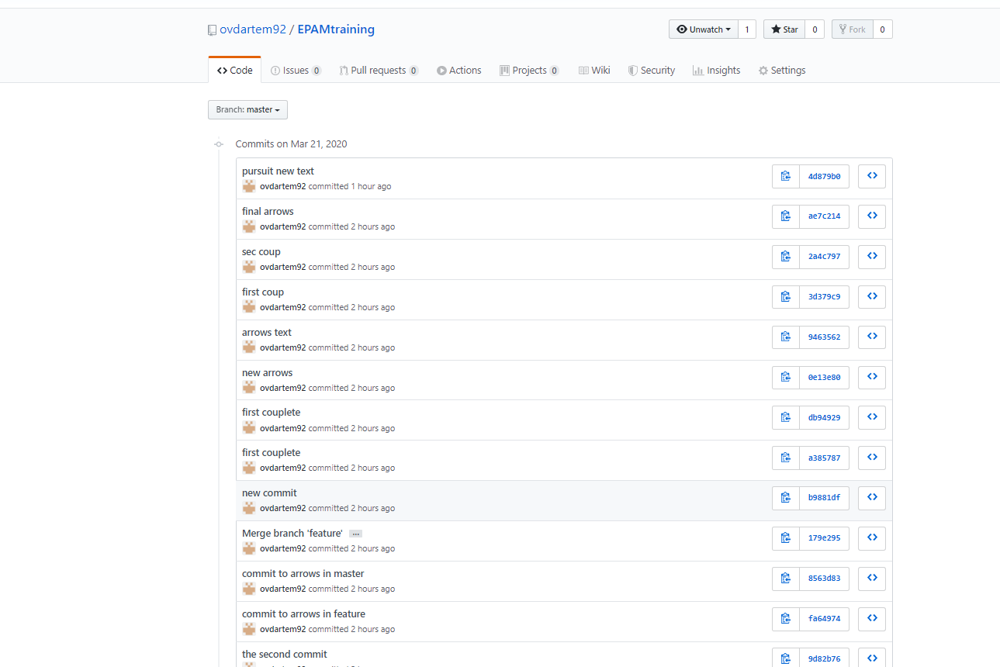 ovdartem92 / EPAMtraining
Unwatch 1 Star 0 Fork 0
Code Issues 0 Pull requests 0 Actions Projects 0 Wiki Security Insights Settings
Branch: master
Commits on Mar 21, 2020
pursuit new text
ovdartem92 committed 1 hour ago
4d879b0
final arrows
ovdartem92 committed 2 hours ago
ae7c214
sec coup
ovdartem92 committed 2 hours ago
2a4c797
first coup
ovdartem92 committed 2 hours ago
3d379c9
arrows text
ovdartem92 committed 2 hours ago
9463562
new arrows
ovdartem92 committed 2 hours ago
0e13e80
first couplete
ovdartem92 committed 2 hours ago
db94929
first couplete
ovdartem92 committed 2 hours ago
a385787
new commit
ovdartem92 committed 2 hours ago
b9881df
Merge branch 'feature' ...
ovdartem92 committed 2 hours ago
179e295
commit to arrows in master
ovdartem92 committed 2 hours ago
8563d83
commit to arrows in feature
ovdartem92 committed 2 hours ago
fa64974
the second commit
9d82b76